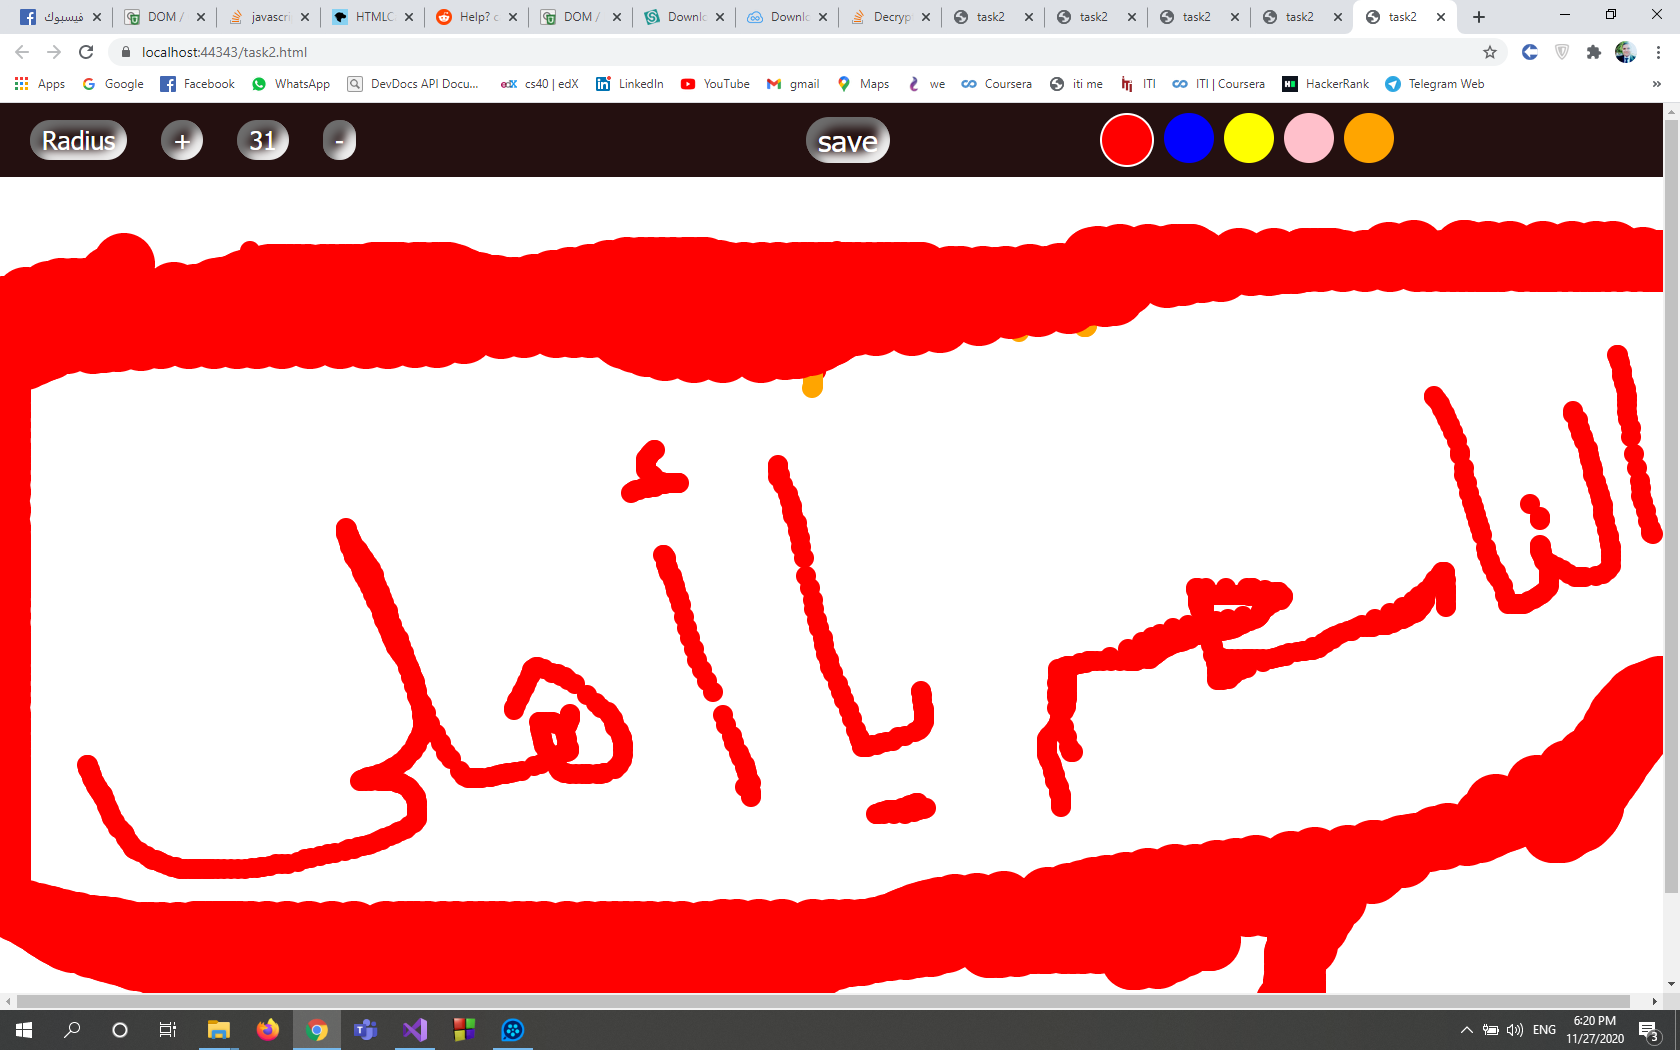 فيسبوك DOM / javascri HTMLC Help? c DOM / Downlo Downlo Decryp task2 task2 task2 task2 task2
localhost:44343/task2.html
Apps Google Facebook WhatsApp DevDocs API Docu... cs40 | edX LinkedIn YouTube gmail Maps we Coursera iti me ITI ITI | Coursera HackerRank Telegram Web »
Radius + 31 - save
يا أهلى
ENG 6:20 PM
11/27/2020 3